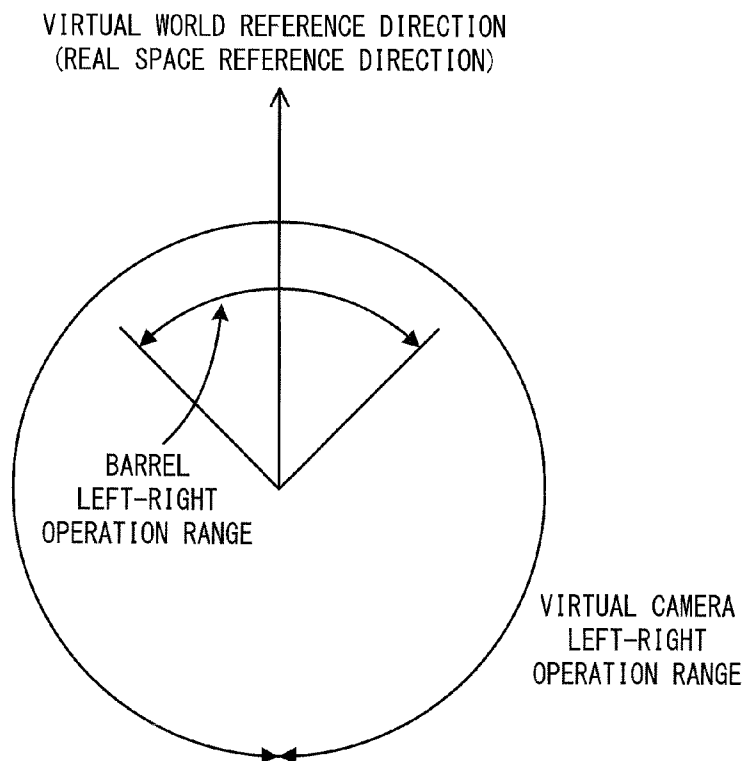 VIRTUAL WORLD REFERENCE DIRECTION
(REAL SPACE REFERENCE DIRECTION)
BARREL
LEFT-RIGHT
OPERATION RANGE
VIRTUAL CAMERA
LEFT-RIGHT
OPERATION RANGE